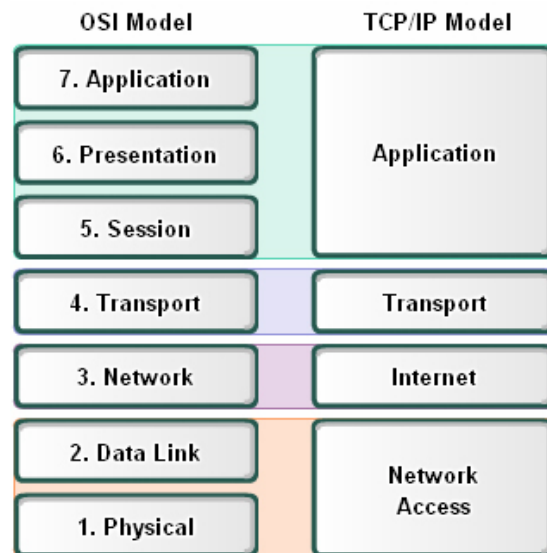 OSI Model
TCP/IP Model
7. Application
6. Presentation
5. Session
Application
4. Transport
Transport
3. Network
Internet
2. Data Link
1. Physical
Network
Access